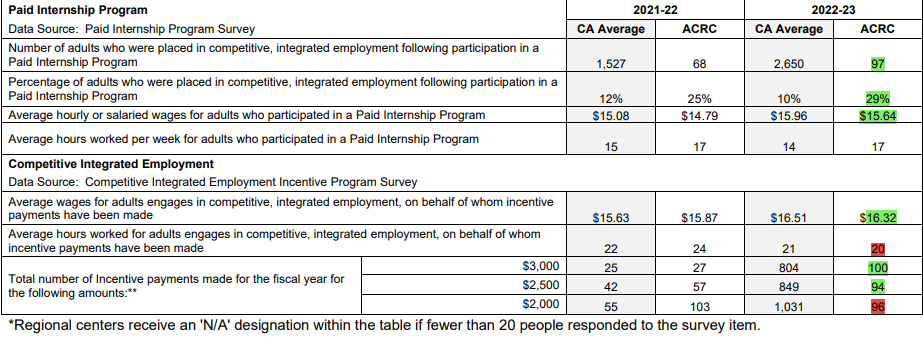 Paid Internship Program 2021-22 2022-23
Data Source: Paid Internship Program Survey CA Average ACRC CA Average ACRC
Number of adults who were placed in competitive, integrated employment following participation in a
Paid Internship Program 1,527 68 2,650 97
Percentage of adults who were placed in competitive, integrated employment following participation in a
Paid Internship Program 12% 25% 10% 29%
Average hourly or salaried wages for adults who participated in a Paid Internship Program $15.08 $14.79 $15.96 $15.64
Average hours worked per week for adults who participated in a Paid Internship Program 15 17 14 17
Competitive Integrated Employment
Data Source: Competitive Integrated Employment Incentive Program Survey
Average wages for adults engages in competitive, integrated employment, on behalf of whom incentive
payments have been made $15.63 $15.87 $16.51 $16.32
Average hours worked for adults engages in competitive, integrated employment, on behalf of whom
incentive payments have been made 22 24 21 20
Total number of Incentive payments made for the fiscal year for
the following amounts:**
$3,000 25 27 804 100
$2,500 42 57 849 94
$2,000 55 103 1,031 96
*Regional centers receive an 'N/A' designation within the table if fewer than 20 people responded to the survey item.